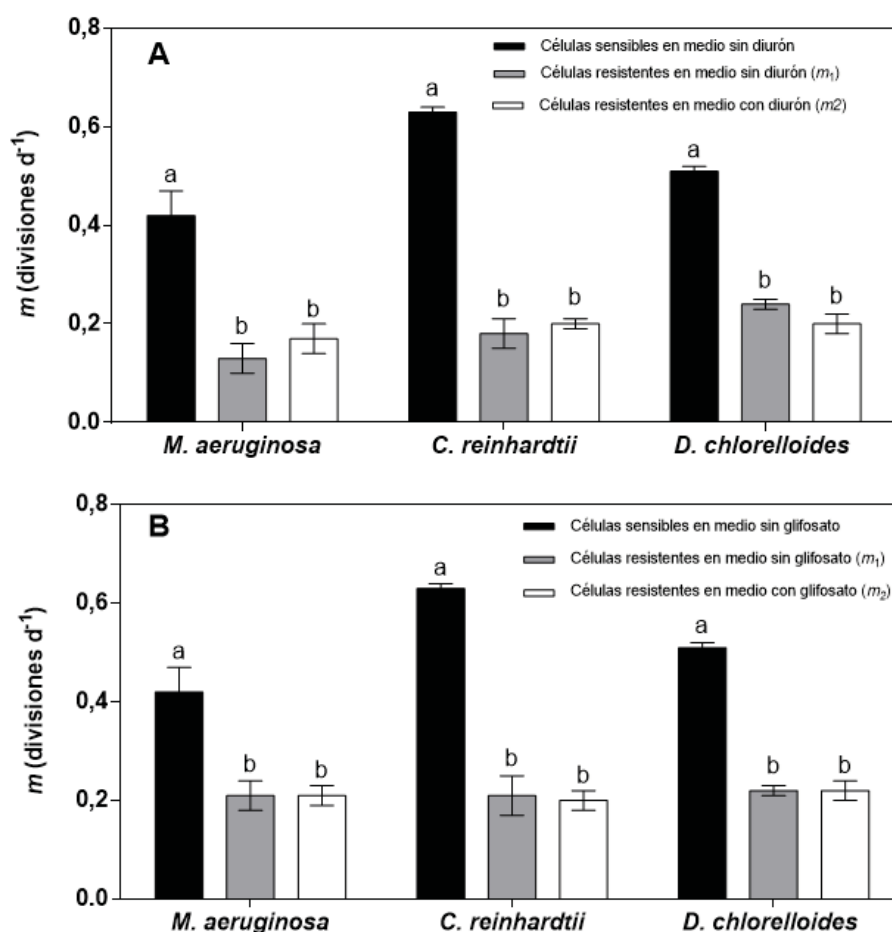 A
Células sensibles en medio sin diurón
Células resistentes en medio sin diurón (m₁)
Células resistentes en medio con diurón (m2)
m (divisiones d⁻¹)
0,8
0,6
0,4
0,2
0.0
a
b
b
a
b
b
a
b
b
M. aeruginosa
C. reinhardtii
D. chlorelloides
B
Células sensibles en medio sin glifosato
Células resistentes en medio sin glifosato (m₁)
Células resistentes en medio con glifosato (m₂)
m (divisiones d⁻¹)
0,8
0,6
0,4
0,2
0.0
a
b
b
a
b
b
a
b
b
M. aeruginosa
C. reinhardtii
D. chlorelloides